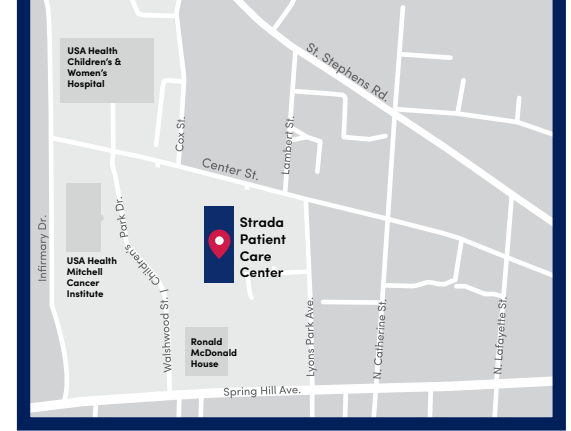 St. Stephens Rd.
USA Health
Children's &
Women's
Hospital
Cox St.
Lambert St.
Center St.
Infirmary Dr.
Walshwood St. / Children's Park Dr.
Strada
Patient
Care
Center
USA Health
Mitchell
Cancer
Institute
Ronald
McDonald
House
Lyons Park Ave.
N. Catherine St.
N. Lafayette St.
Spring Hill Ave.